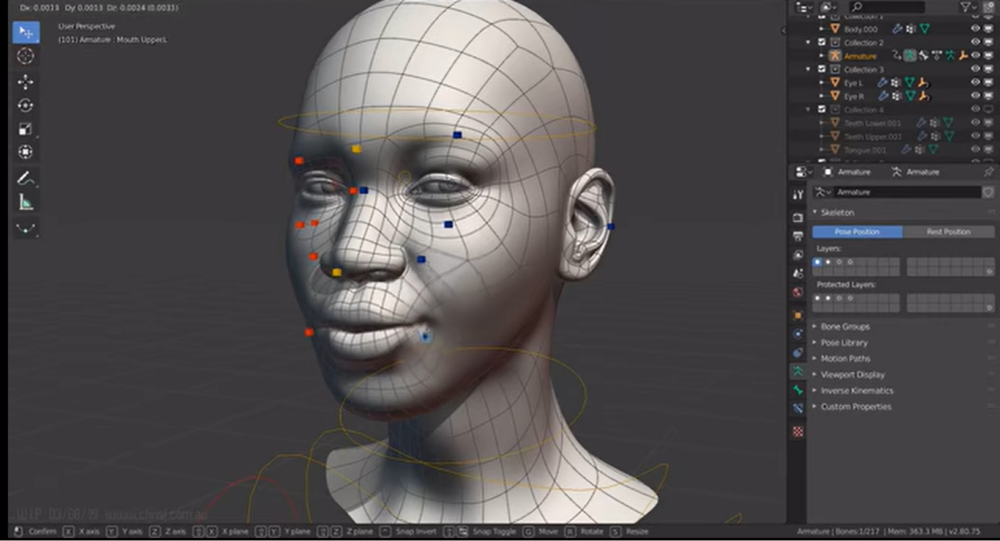 Dx: 0.0013 Dy: 0.0013 Dz: 0.0024 (0.0031)
User Perspective
(101) Armature : Mouth UpperL
Collection 1
Body.000
Collection 2
Armature
Collection 3
Eye L
Eye R
Collection 4
Teeth Lower.001
Teeth Upper.001
Tongue.001
Armature Armature
Armature
Skeleton
Pose Position Rest Position
Layers:
Protected Layers:
Bone Groups
Pose Library
Motion Paths
Viewport Display
Inverse Kinematics
Custom Properties
W.I.P 03/08/19 www.chrisj.com.au
Confirm X X axis Y Y axis Z Z axis X X plane Y Y plane Z Z plane Snap Invert Snap Toggle G Move R Rotate S Resize
Armature | Bones:1/217 | Mem: 363.3 MB | v2.80.75